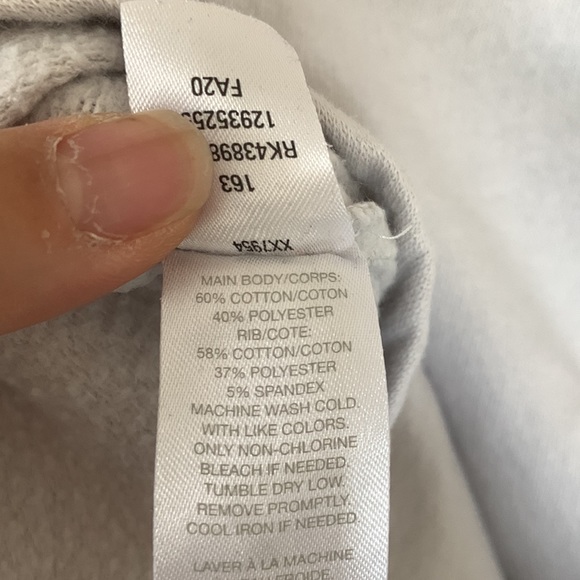 FA20
RK43898
163
XX7954
MAIN BODY/CORPS:
60% COTTON/COTON
40% POLYESTER
RIB/COTE:
58% COTTON/COTON
37% POLYESTER
5% SPANDEX
MACHINE WASH COLD.
WITH LIKE COLORS.
ONLY NON-CHLORINE
BLEACH IF NEEDED.
TUMBLE DRY LOW.
REMOVE PROMPTLY.
COOL IRON IF NEEDED
LAVER À LA MACHINE